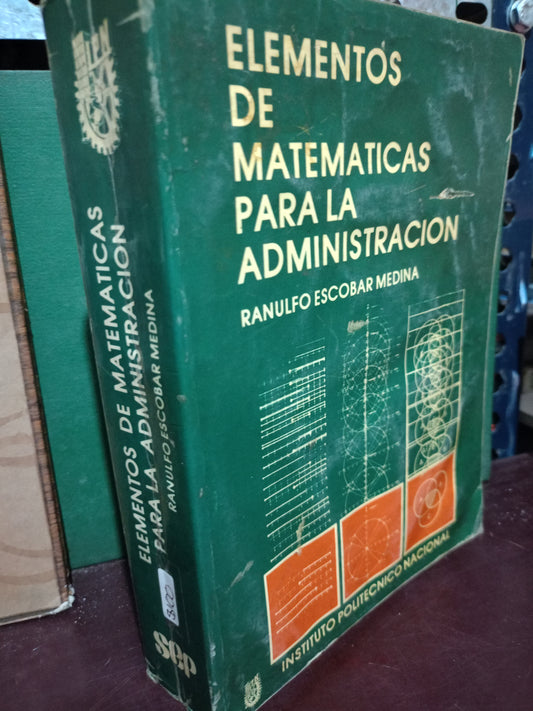 ELEMENTOS
DE
MATEMATICAS
PARA LA
ADMINISTRACION
RANULFO ESCOBAR MEDINA
INSTITUTO POLITECNICO NACIONAL
IPN
ELEMENTOS DE MATEMATICAS
PARA LA ADMINISTRACION
RANULFO ESCOBAR MEDINA
sep